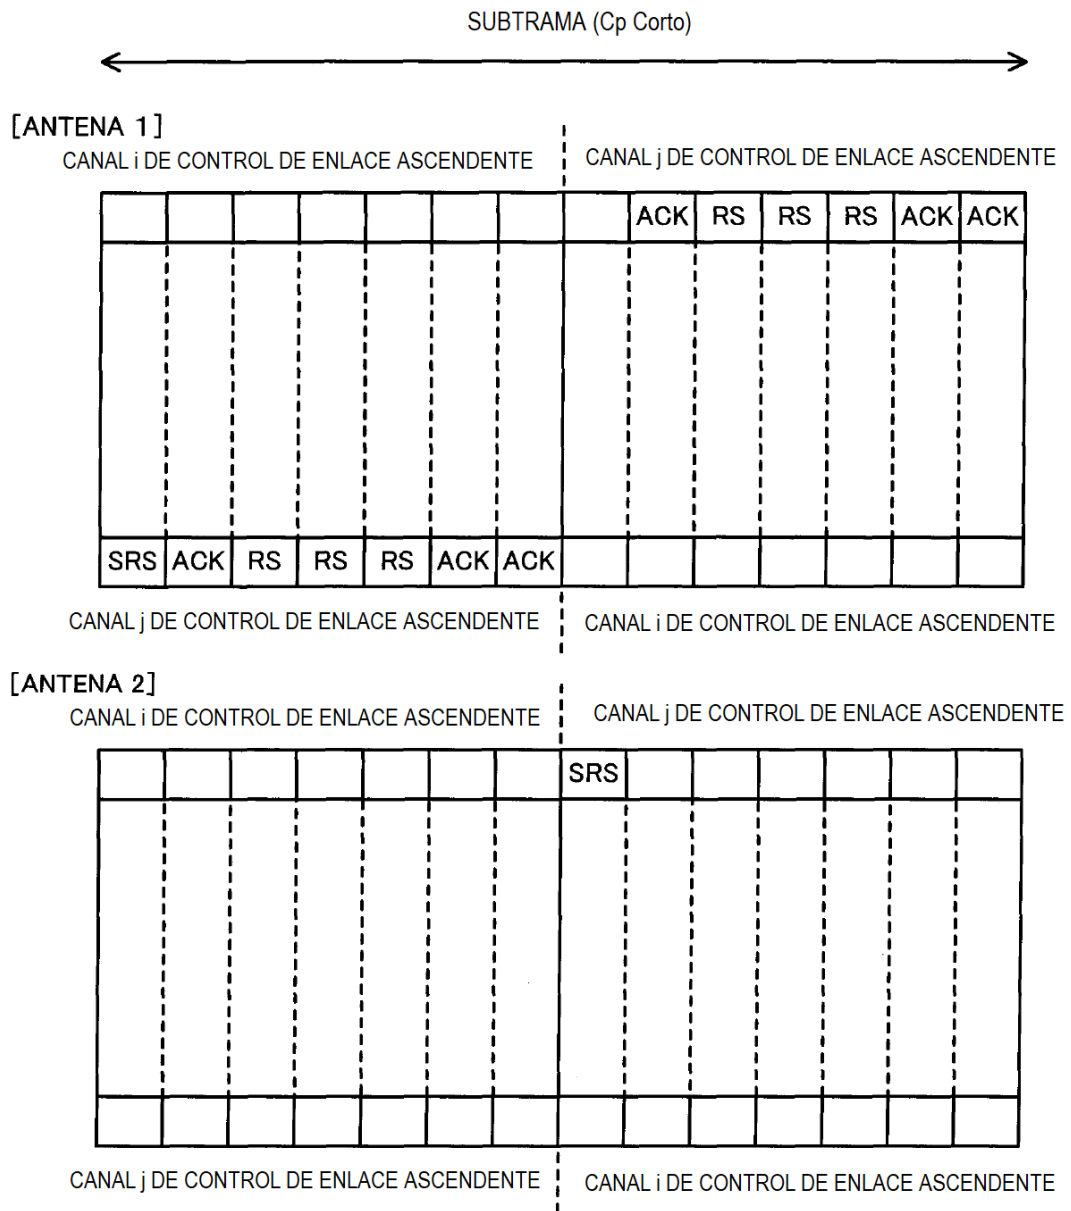 SUBTRAMA (Cp Corto)
[ANTENA 1]
CANAL i DE CONTROL DE ENLACE ASCENDENTE
CANAL j DE CONTROL DE ENLACE ASCENDENTE
ACK RS RS RS ACK ACK
SRS ACK RS RS RS ACK ACK
CANAL j DE CONTROL DE ENLACE ASCENDENTE
CANAL i DE CONTROL DE ENLACE ASCENDENTE
[ANTENA 2]
CANAL i DE CONTROL DE ENLACE ASCENDENTE
CANAL j DE CONTROL DE ENLACE ASCENDENTE
SRS
CANAL j DE CONTROL DE ENLACE ASCENDENTE
CANAL i DE CONTROL DE ENLACE ASCENDENTE